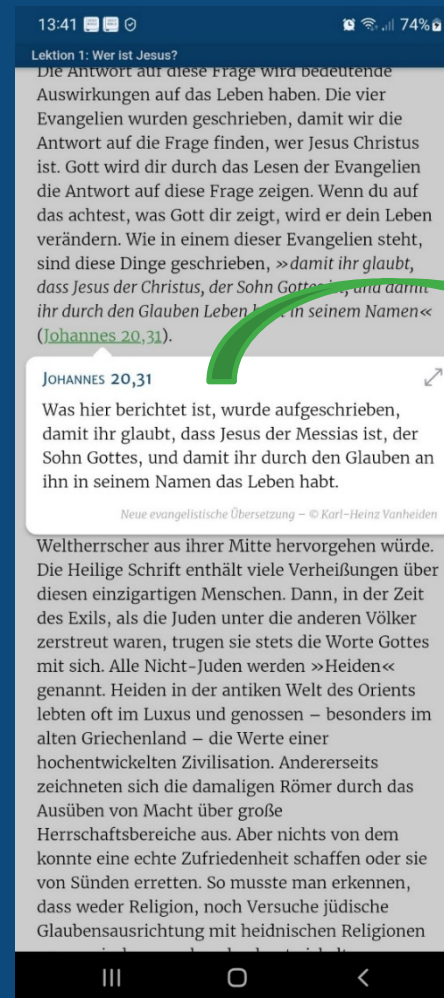 13:41
74%
Lektion 1: Wer ist Jesus?
Die Antwort auf diese Frage wird bedeutende
Auswirkungen auf das Leben haben. Die vier
Evangelien wurden geschrieben, damit wir die
Antwort auf die Frage finden, wer Jesus Christus
ist. Gott wird dir durch das Lesen der Evangelien
die Antwort auf diese Frage zeigen. Wenn du auf
das achtest, was Gott dir zeigt, wird er dein Leben
verändern. Wie in einem dieser Evangelien steht,
sind diese Dinge geschrieben, »damit ihr glaubt,
dass Jesus der Christus, der Sohn Gottes und damit
ihr durch den Glauben Leben in seinem Namen«
(Johannes 20,31).
JOHANNES 20,31
Was hier berichtet ist, wurde aufgeschrieben,
damit ihr glaubt, dass Jesus der Messias ist, der
Sohn Gottes, und damit ihr durch den Glauben an
ihn in seinem Namen das Leben habt.
Neue evangelistische Übersetzung – © Karl-Heinz Vanheiden
Weltherrscher aus ihrer Mitte hervorgehen würde.
Die Heilige Schrift enthält viele Verheißungen über
diesen einzigartigen Menschen. Dann, in der Zeit
des Exils, als die Juden unter die anderen Völker
zerstreut waren, trugen sie stets die Worte Gottes
mit sich. Alle Nicht-Juden werden »Heiden«
genannt. Heiden in der antiken Welt des Orients
lebten oft im Luxus und genossen – besonders im
alten Griechenland – die Werte einer
hochentwickelten Zivilisation. Andererseits
zeichneten sich die damaligen Römer durch das
Ausüben von Macht über große
Herrschaftsbereiche aus. Aber nichts von dem
konnte eine echte Zufriedenheit schaffen oder sie
von Sünden erretten. So musste man erkennen,
dass weder Religion, noch Versuche jüdische
Glaubensausrichtung mit heidnischen Religionen